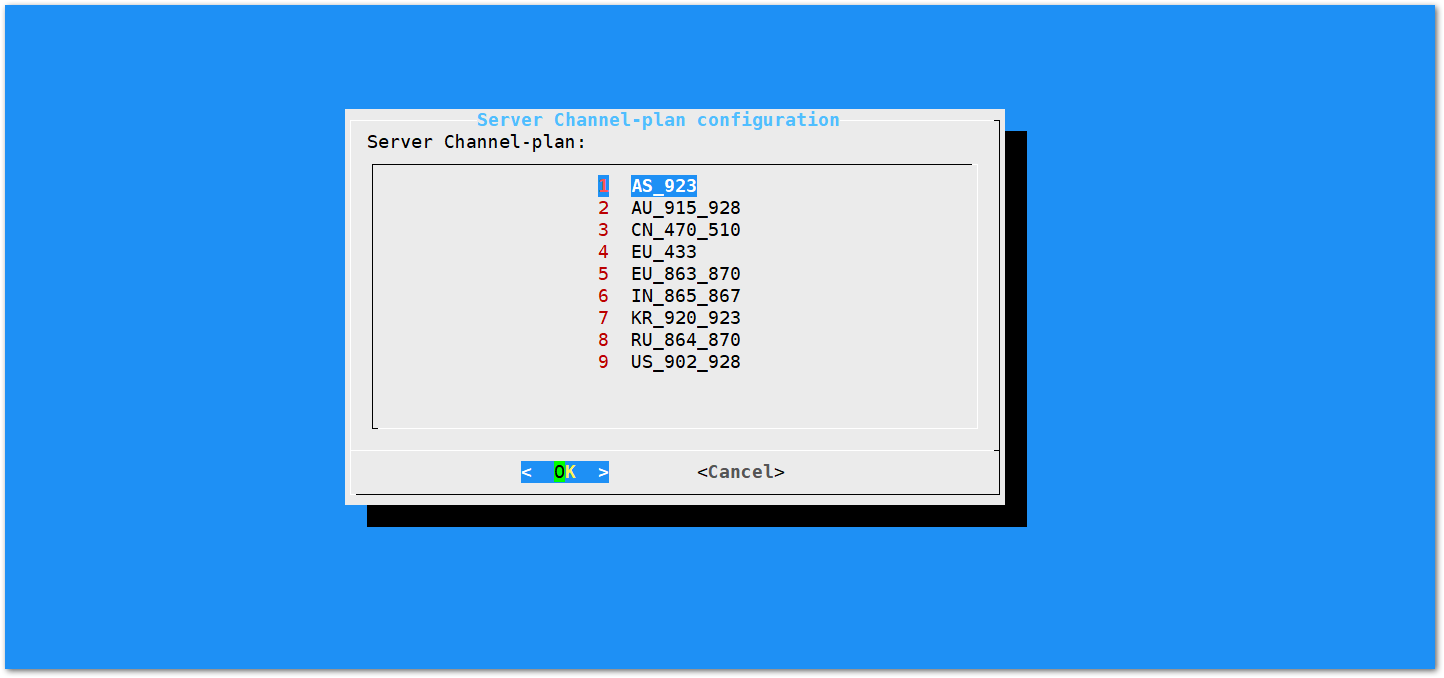 Server Channel-plan configuration
Server Channel-plan:
1 AS_923
2 AU_915_928
3 CN_470_510
4 EU_433
5 EU_863_870
6 IN_865_867
7 KR_920_923
8 RU_864_870
9 US_902_928
< OK > <Cancel>